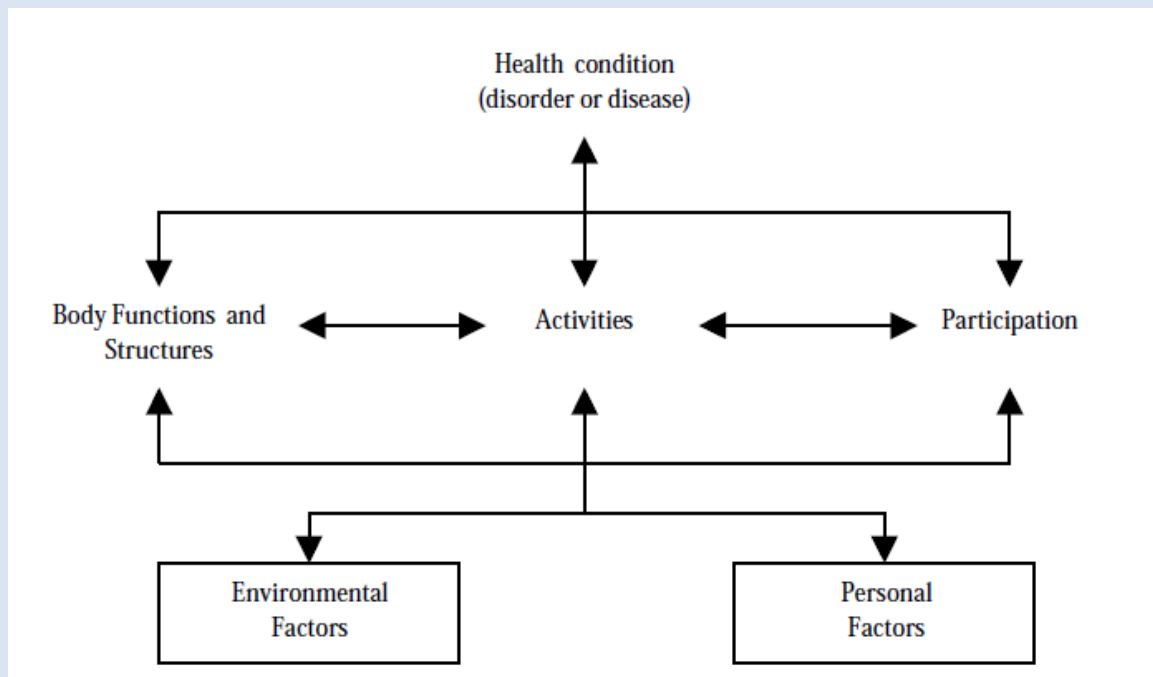 Health condition
(disorder or disease)
Body Functions and
Structures
Activities
Participation
Environmental
Factors
Personal
Factors